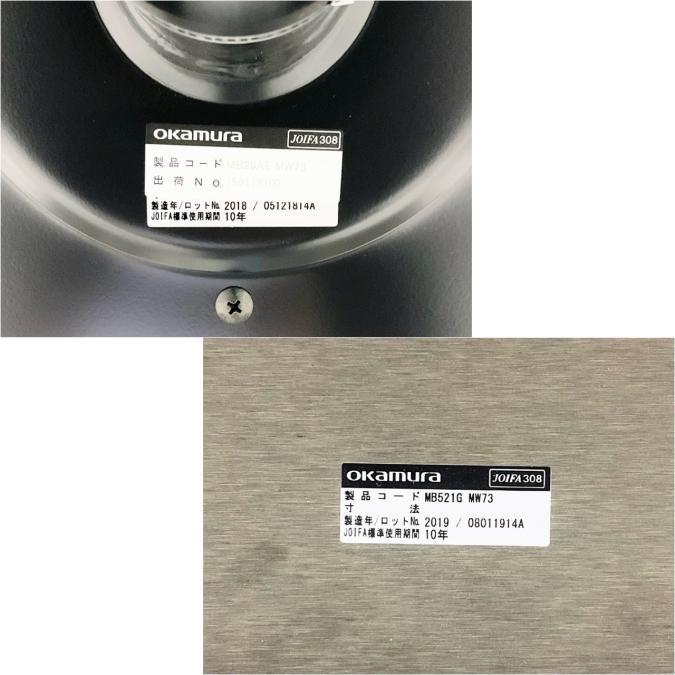 okamura JOIFA308
製品コード MB29AE MW73
出荷No.
製造年/ロット№ 2018 / 05121814A
JOIFA標準使用期間 10年
okamura JOIFA308
製品コード MB521G MW73
寸法
製造年/ロット№ 2019 / 08011914A
JOIFA標準使用期間 10年